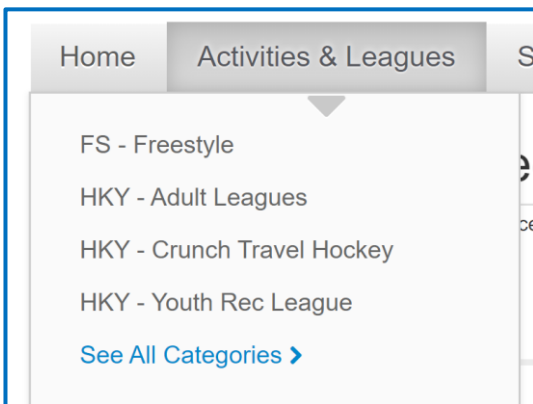 Home Activities & Leagues S
FS - Freestyle
HKY - Adult Leagues
HKY - Crunch Travel Hockey
HKY - Youth Rec League
See All Categories